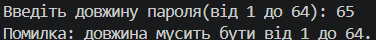 Введіть довжину пароля(від 1 до 64): 65
Помилка: довжина мусить бути від 1 до 64.